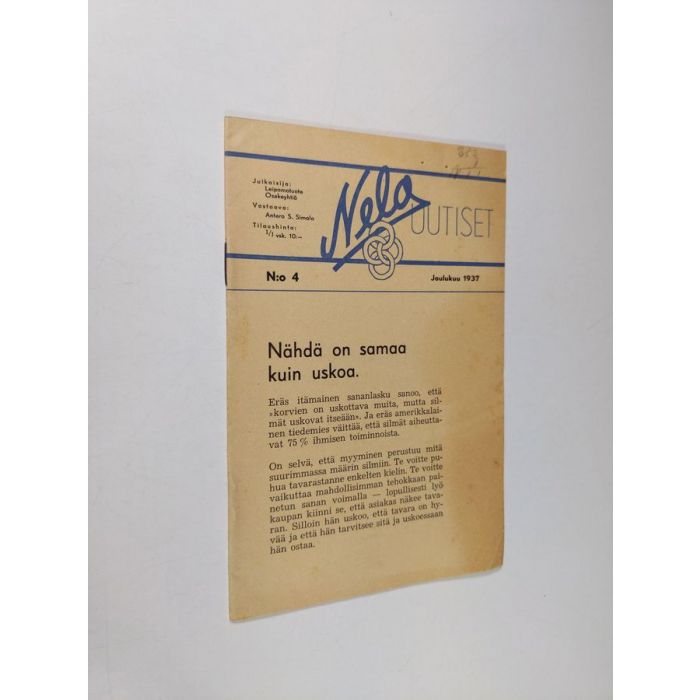 Julkaisija:
Leipomotuote
Osakeyhtiö
Vastaava:
Antero S. Simola
Tilaushinta:
1/1 vsk. 10:—
Nelo
UUTISET
N:o 4
Joulukuu 1937
Nähdä on samaa
kuin uskoa.
Eräs itämainen sananlasku sanoo, että
»korvien on uskottava muita, mutta sil-
mät uskovat itseään». Ja eräs amerikkalai-
nen tiedemies väittää, että silmät aiheutta-
vat 75 % ihmisen toiminnoista.
On selvä, että myyminen perustuu mitä
suurimmassa määrin silmiin. Te voitte pu-
hua tavarastanne enkelten kielin. Te voitte
vaikuttaa mahdollisimman tehokkaan pai-
netun sanan voimalla — lopullisesti lyö
kaupan kiinni se, että asiakas näkee tava-
ran. Silloin hän uskoo, että tavara on hy-
vää ja että hän tarvitsee sitä ja uskoessaan
hän ostaa.